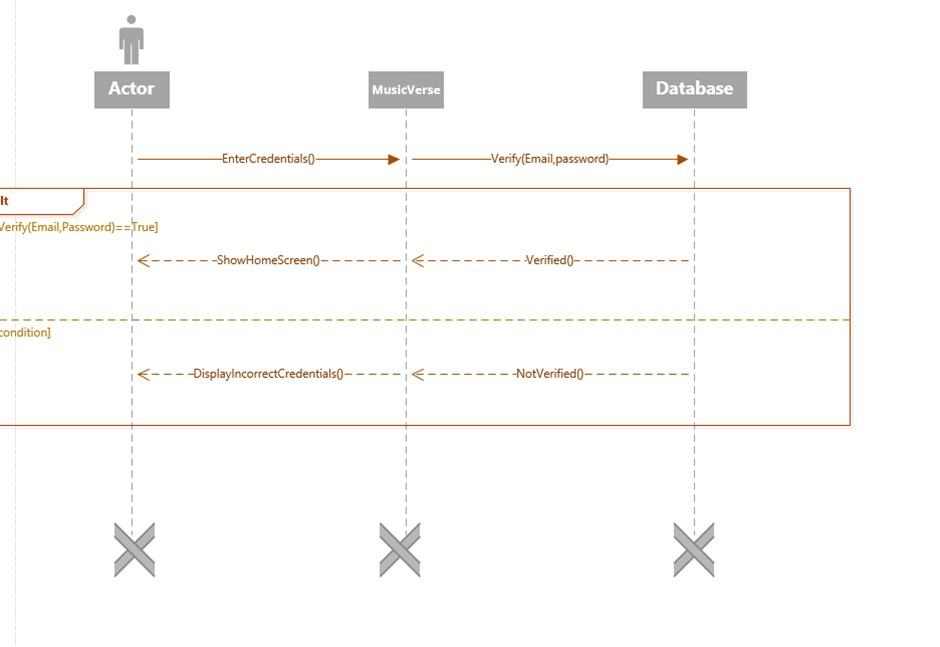 Actor
MusicVerse
Database
EnterCredentials()
Verify(Email,password)
lt
Verify(Email,Password)==True]
ShowHomeScreen()
Verified()
condition]
DisplayIncorrectCredentials()
NotVerified()